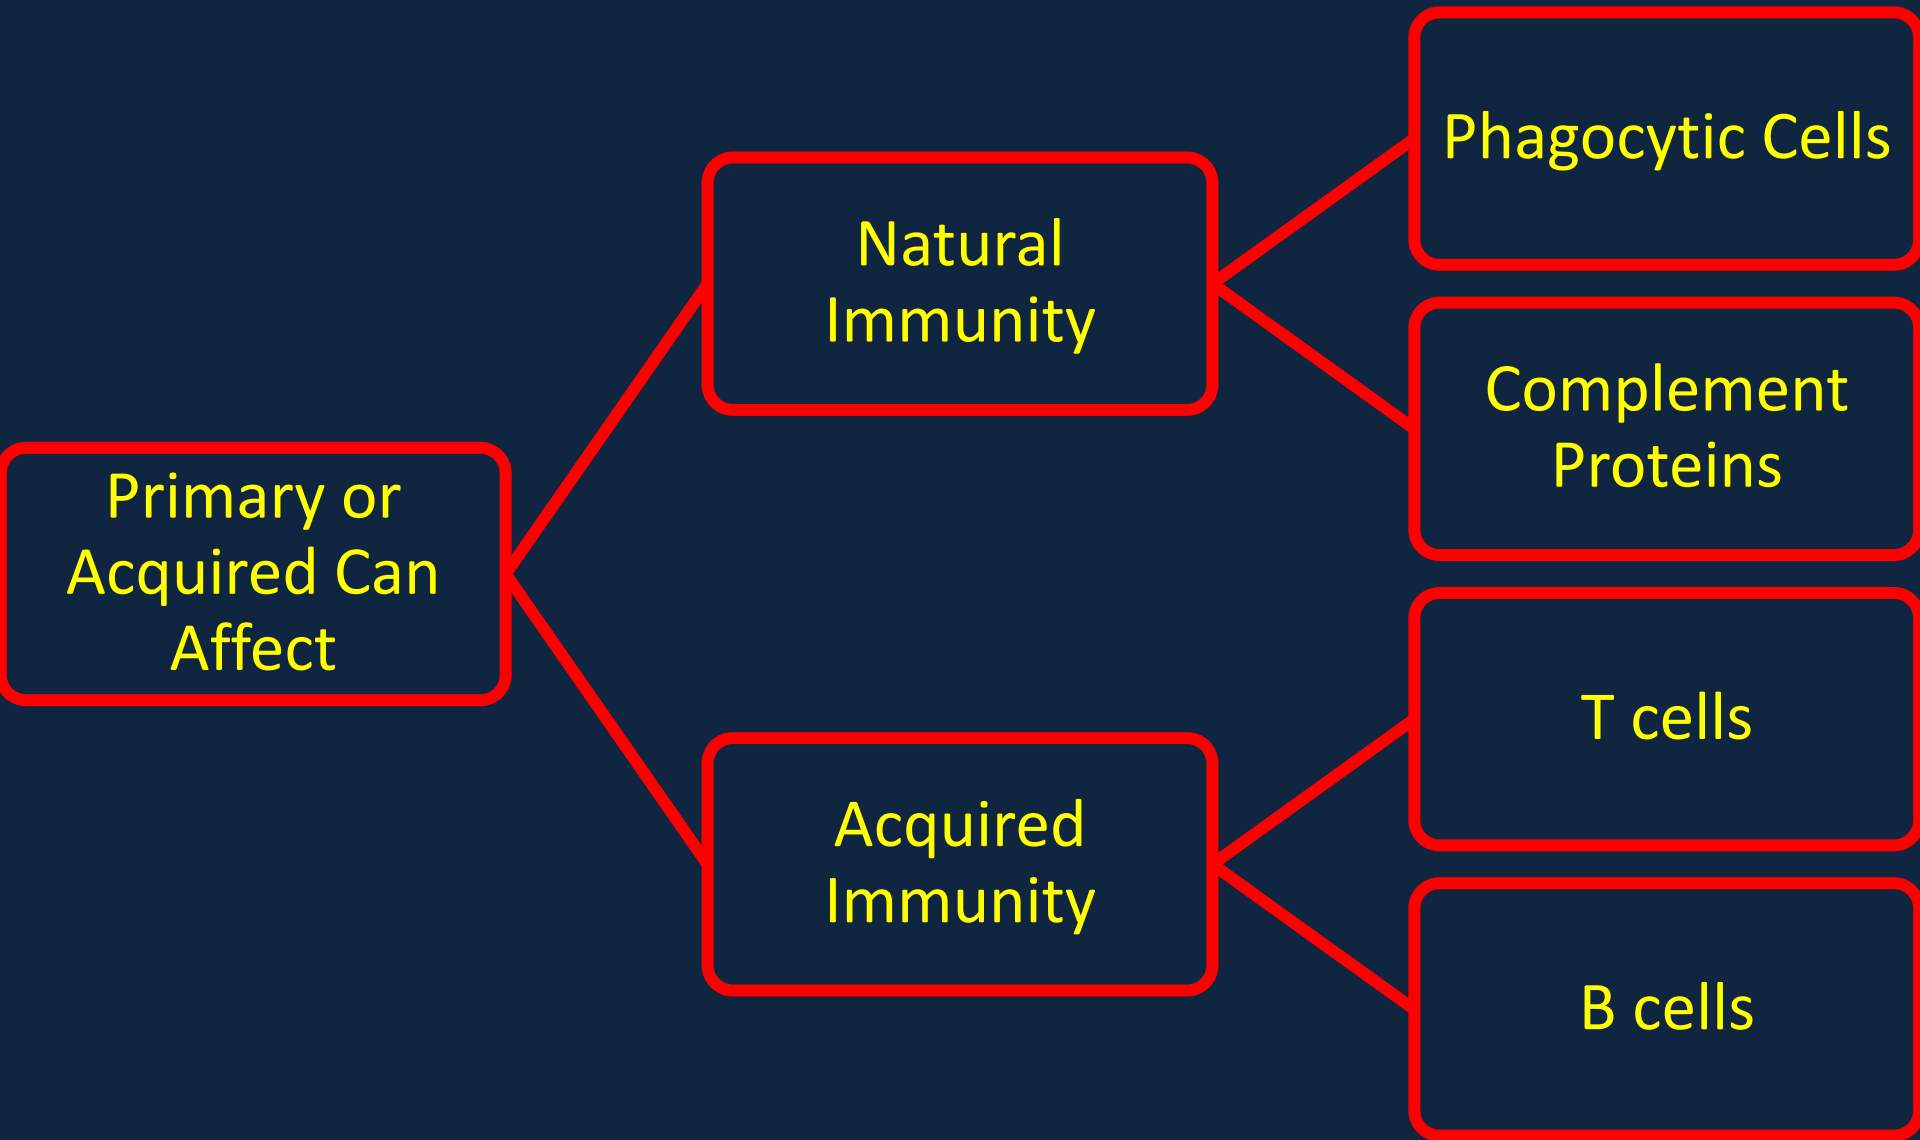 Primary or
Acquired Can
Affect
Natural
Immunity
Acquired
Immunity
Phagocytic Cells
Complement
Proteins
T cells
B cells